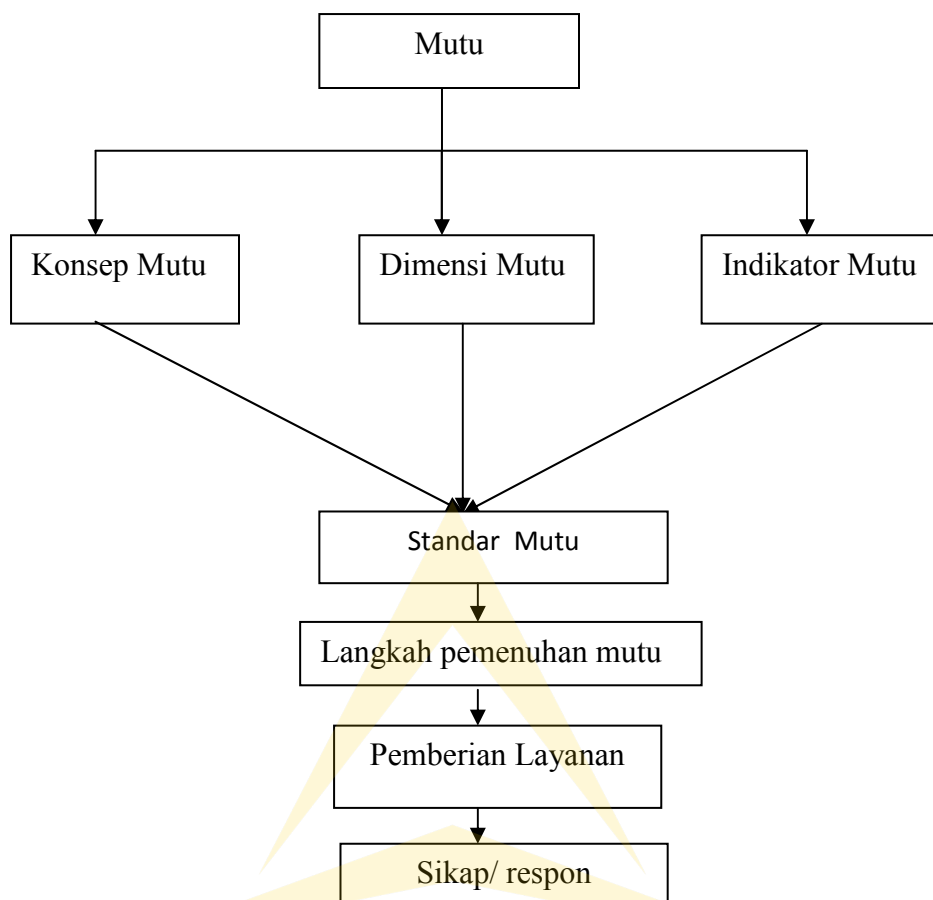 Mutu
Konsep Mutu
Dimensi Mutu
Indikator Mutu
Standar Mutu
Langkah pemenuhan mutu
Pemberian Layanan
Sikap/ respon